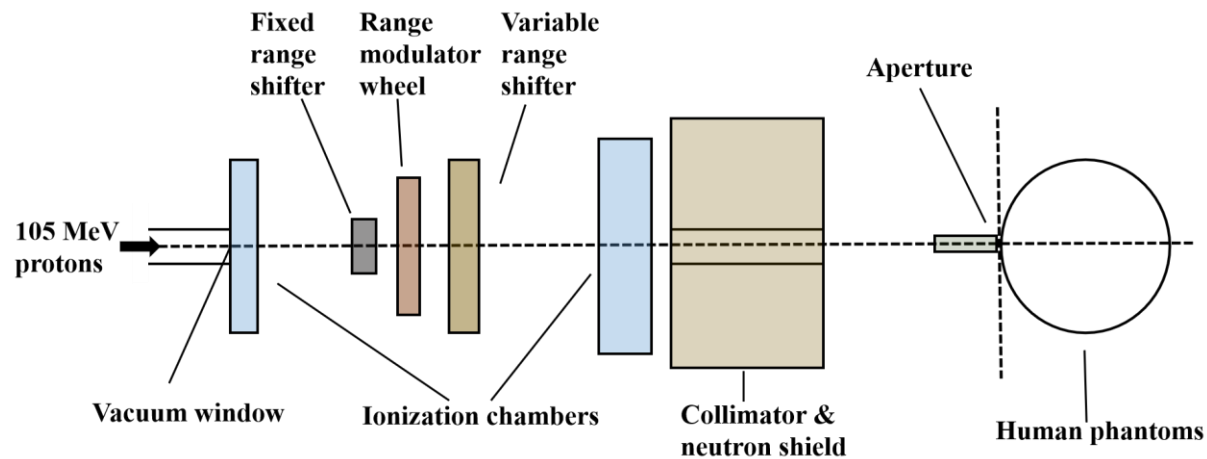 Fixed
range
shifter
Range
modulator
wheel
Variable
range
shifter
Aperture
105 MeV
protons
Vacuum window
Ionization chambers
Collimator &
neutron shield
Human phantoms